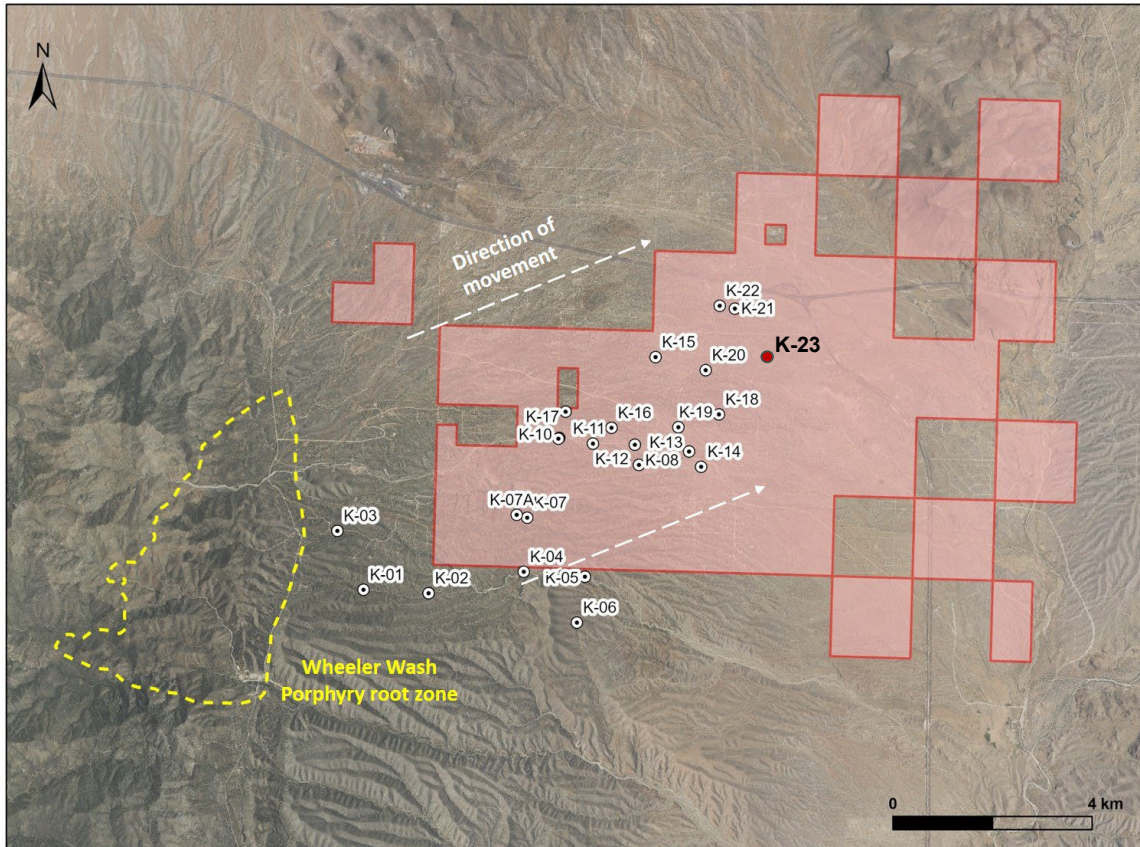 N
Direction of
movement
K-22
K-21
K-23
K-15
K-20
K-18
K-17
K-16
K-19
K-10
K-11
K-13
K-12
K-08
K-14
K-07A
K-07
K-03
K-04
K-05
K-01
K-02
K-06
Wheeler Wash
Porphyry root zone
0 4 km